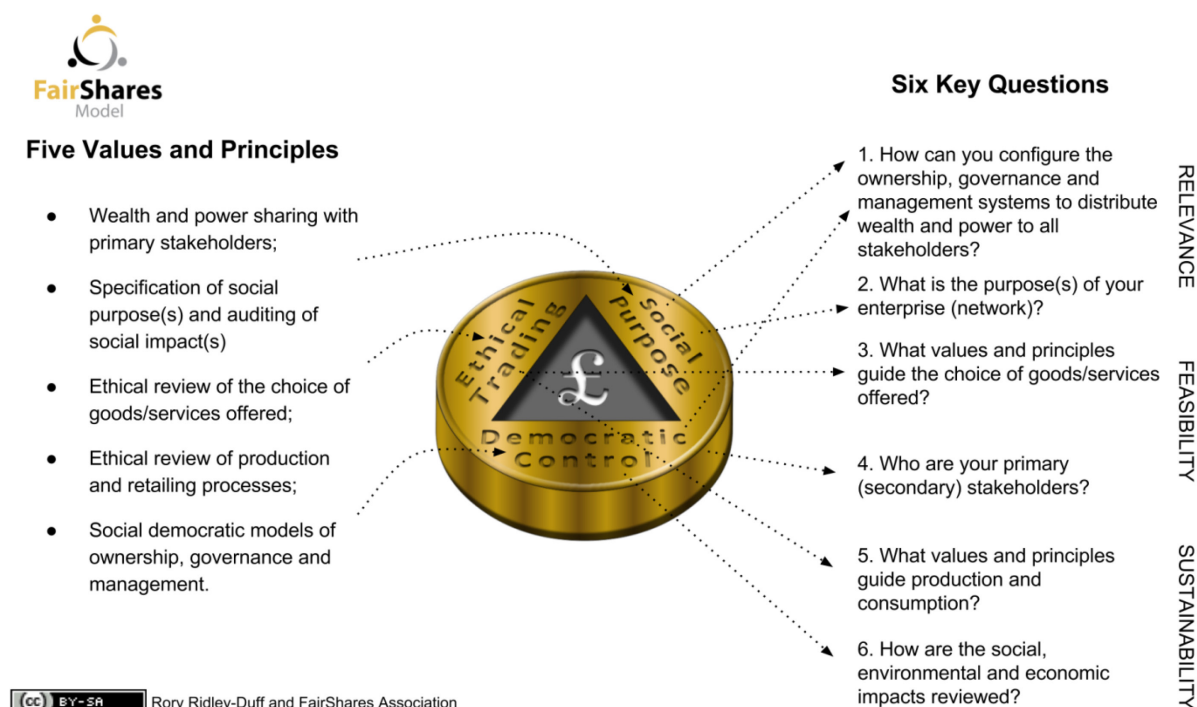 FairShares
Model
Five Values and Principles
● Wealth and power sharing with
primary stakeholders;
● Specification of social
purpose(s) and auditing of
social impact(s)
● Ethical review of the choice of
goods/services offered;
● Ethical review of production
and retailing processes;
● Social democratic models of
ownership, governance and
management.
Ethical
Trading
Social
Purpose
£
Democratic
Control
Six Key Questions
1. How can you configure the
ownership, governance and
management systems to distribute
wealth and power to all
stakeholders?
2. What is the purpose(s) of your
enterprise (network)?
3. What values and principles
guide the choice of goods/services
offered?
4. Who are your primary
(secondary) stakeholders?
5. What values and principles
guide production and
consumption?
6. How are the social,
environmental and economic
impacts reviewed?
RELEVANCE
FEASIBILITY
SUSTAINABILITY
(cc) BY-SA
Rory Ridley-Duff and FairShares Association